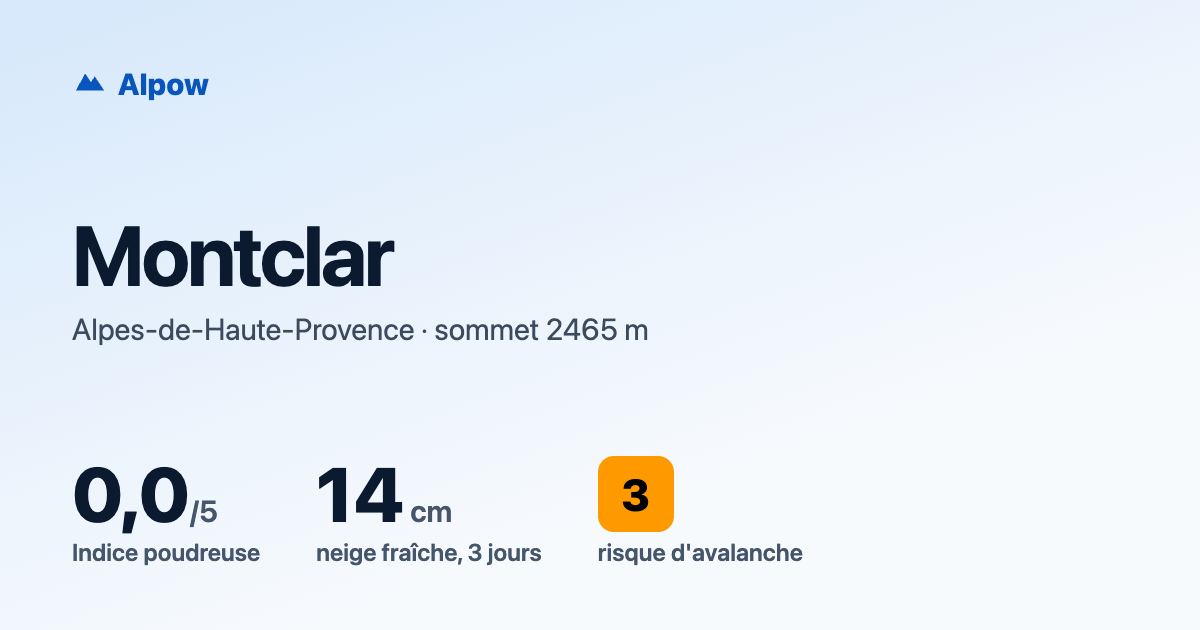 Alpow
Montclar
Alpes-de-Haute-Provence · sommet 2465 m
0,0/5
Indice poudreuse
14 cm
neige fraîche, 3 jours
3
risque d'avalanche